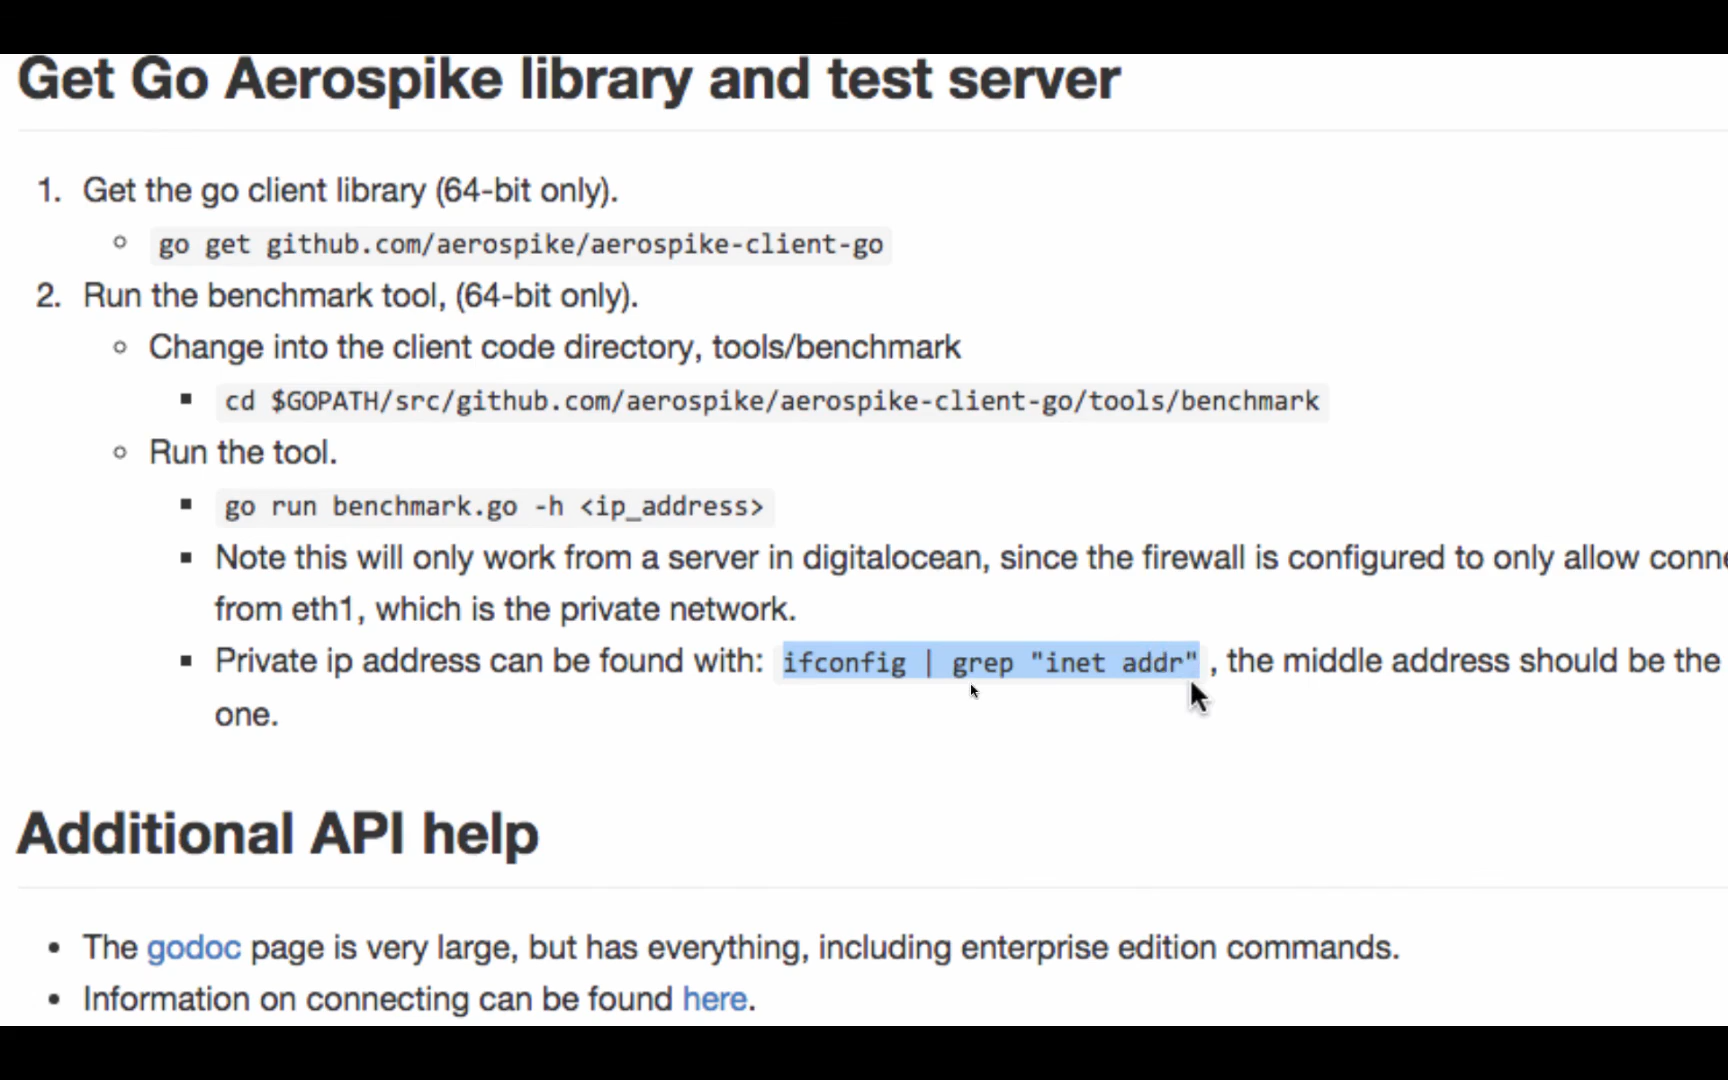 Get Go Aerospike library and test server
1. Get the go client library (64-bit only).
go get github.com/aerospike/aerospike-client-go
2. Run the benchmark tool, (64-bit only).
Change into the client code directory, tools/benchmark
cd $GOPATH/src/github.com/aerospike/aerospike-client-go/tools/benchmark
Run the tool.
go run benchmark.go -h <ip_address>
Note this will only work from a server in digitalocean, since the firewall is configured to only allow
from eth1, which is the private network.
Private ip address can be found with: ifconfig | grep "inet addr" , the middle address should be the
one.
Additional API help
The godoc page is very large, but has everything, including enterprise edition commands.
Information on connecting can be found here.